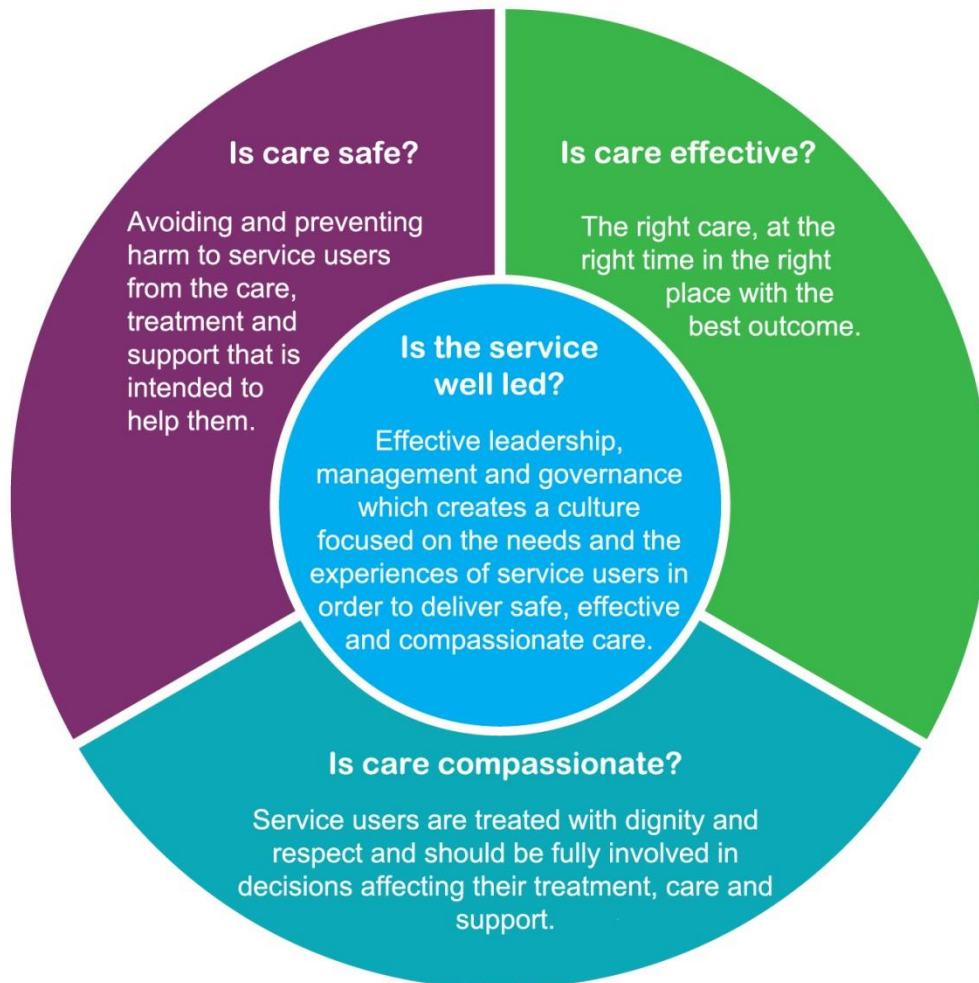 Is care safe?
Avoiding and preventing
harm to service users
from the care,
treatment and
support that is
intended to
help them.
Is care effective?
The right care, at the
right time in the right
place with the
best outcome.
Is the service
well led?
Effective leadership,
management and governance
which creates a culture
focused on the needs and the
experiences of service users in
order to deliver safe, effective
and compassionate care.
Is care compassionate?
Service users are treated with dignity and
respect and should be fully involved in
decisions affecting their treatment, care and
support.